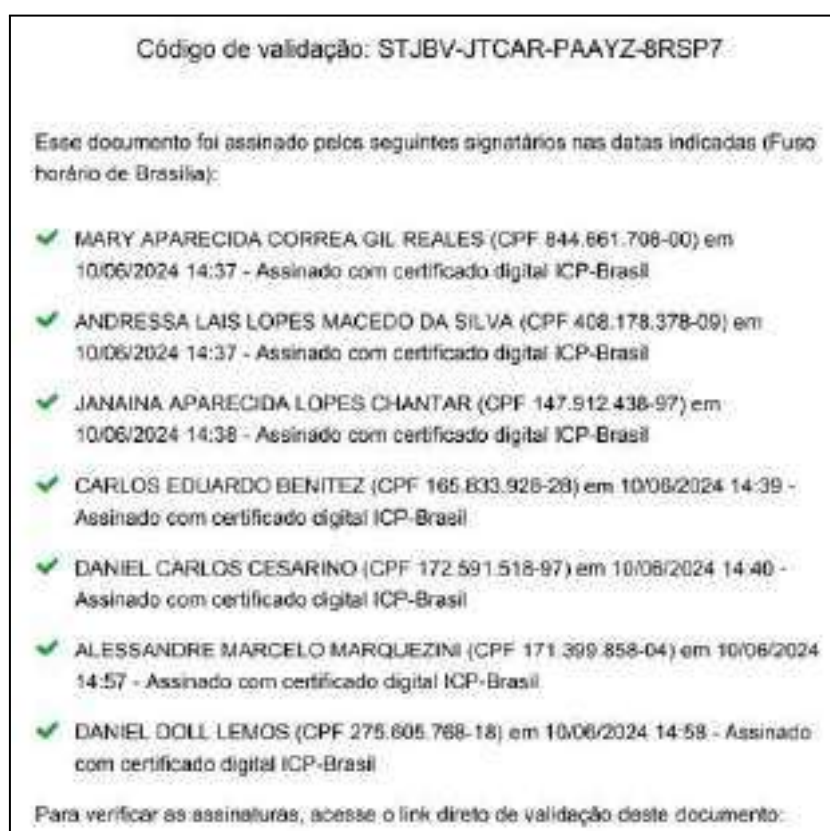 Código de validação: STJBV-JTCAR-PAAYZ-8RSP7
Esse documento foi assinado pelos seguintes signatários nas datas indicadas (Fuso
horário de Brasília):
MARY APARECIDA CORREA GIL REALES (CPF 844.661.708-00) em
10/06/2024 14:37 - Assinado com certificado digital ICP-Brasil
ANDRESSA LAIS LOPES MACEDO DA SILVA (CPF 408.178.378-09) em
10/06/2024 14:37 - Assinado com certificado digital ICP-Brasil
JANAINA APARECIDA LOPES CHANTAR (CPF 147.912.438-97) em
10/06/2024 14:38 - Assinado com certificado digital ICP-Brasil
CARLOS EDUARDO BENITEZ (CPF 165.833.928-28) em 10/06/2024 14:39 -
Assinado com certificado digital ICP-Brasil
DANIEL CARLOS CESARINO (CPF 172.591.518-97) em 10/06/2024 14:40 -
Assinado com certificado digital ICP-Brasil
ALESSANDRE MARCELO MARQUEZINI (CPF 171.399.858-04) em 10/06/2024
14:57 - Assinado com certificado digital ICP-Brasil
DANIEL DOLL LEMOS (CPF 275.605.768-18) em 10/06/2024 14:58 - Assinado
com certificado digital ICP-Brasil
Para verificar as assinaturas, acesse o link direto de validação deste documento: